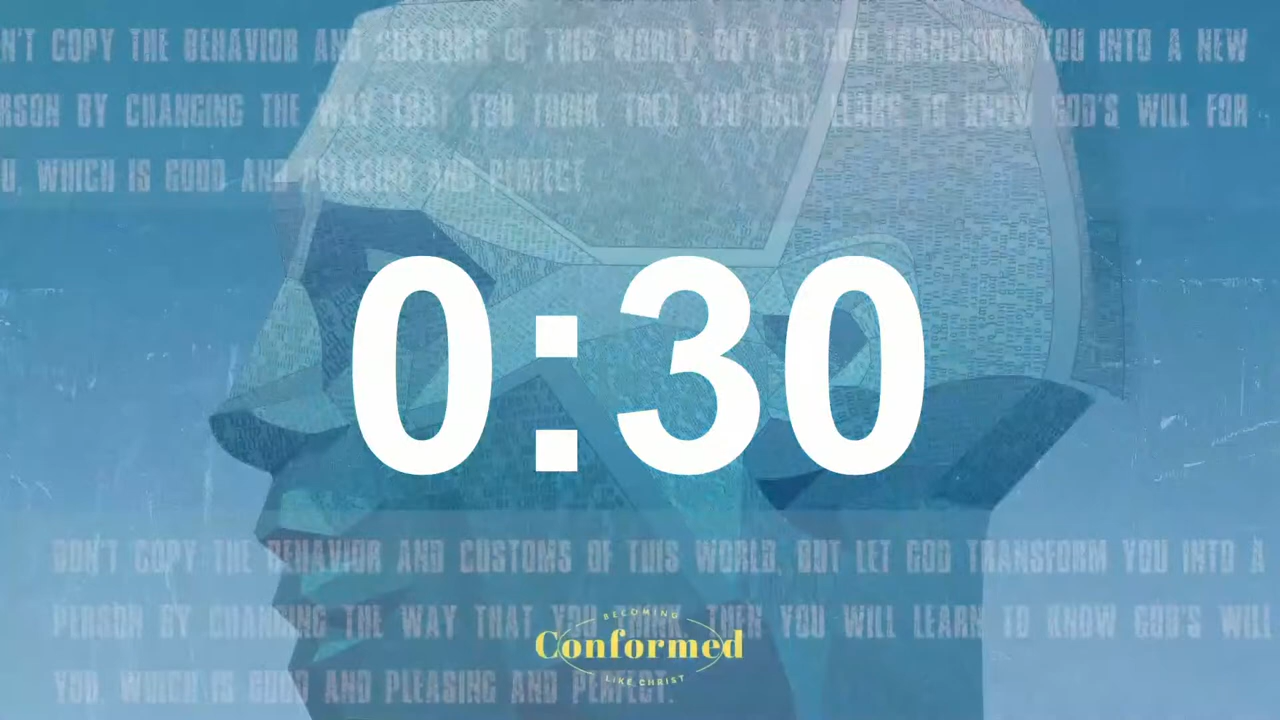 N'T COPY THE BEHAVIOR AND CUSTOMS OF THIS WORLD, BUT LET GOD TRANSFORM YOU INTO A NEW
RSON BY CHANGING THE WAY THAT YOU THINK. THEN YOU WILL LEARN TO KNOW GOD'S WILL FOR
U, WHICH IS GOOD AND PLEASING AND PERFECT.
0:30
DON'T COPY THE BEHAVIOR AND CUSTOMS OF THIS WORLD, BUT LET GOD TRANSFORM YOU INTO A
PERSON BY CHANGING THE WAY THAT YOU THINK. THEN YOU WILL LEARN TO KNOW GOD'S WILL
YOU, WHICH IS GOOD AND PLEASING AND PERFECT.
BECOMING
Conformed
LIKE CHRIST